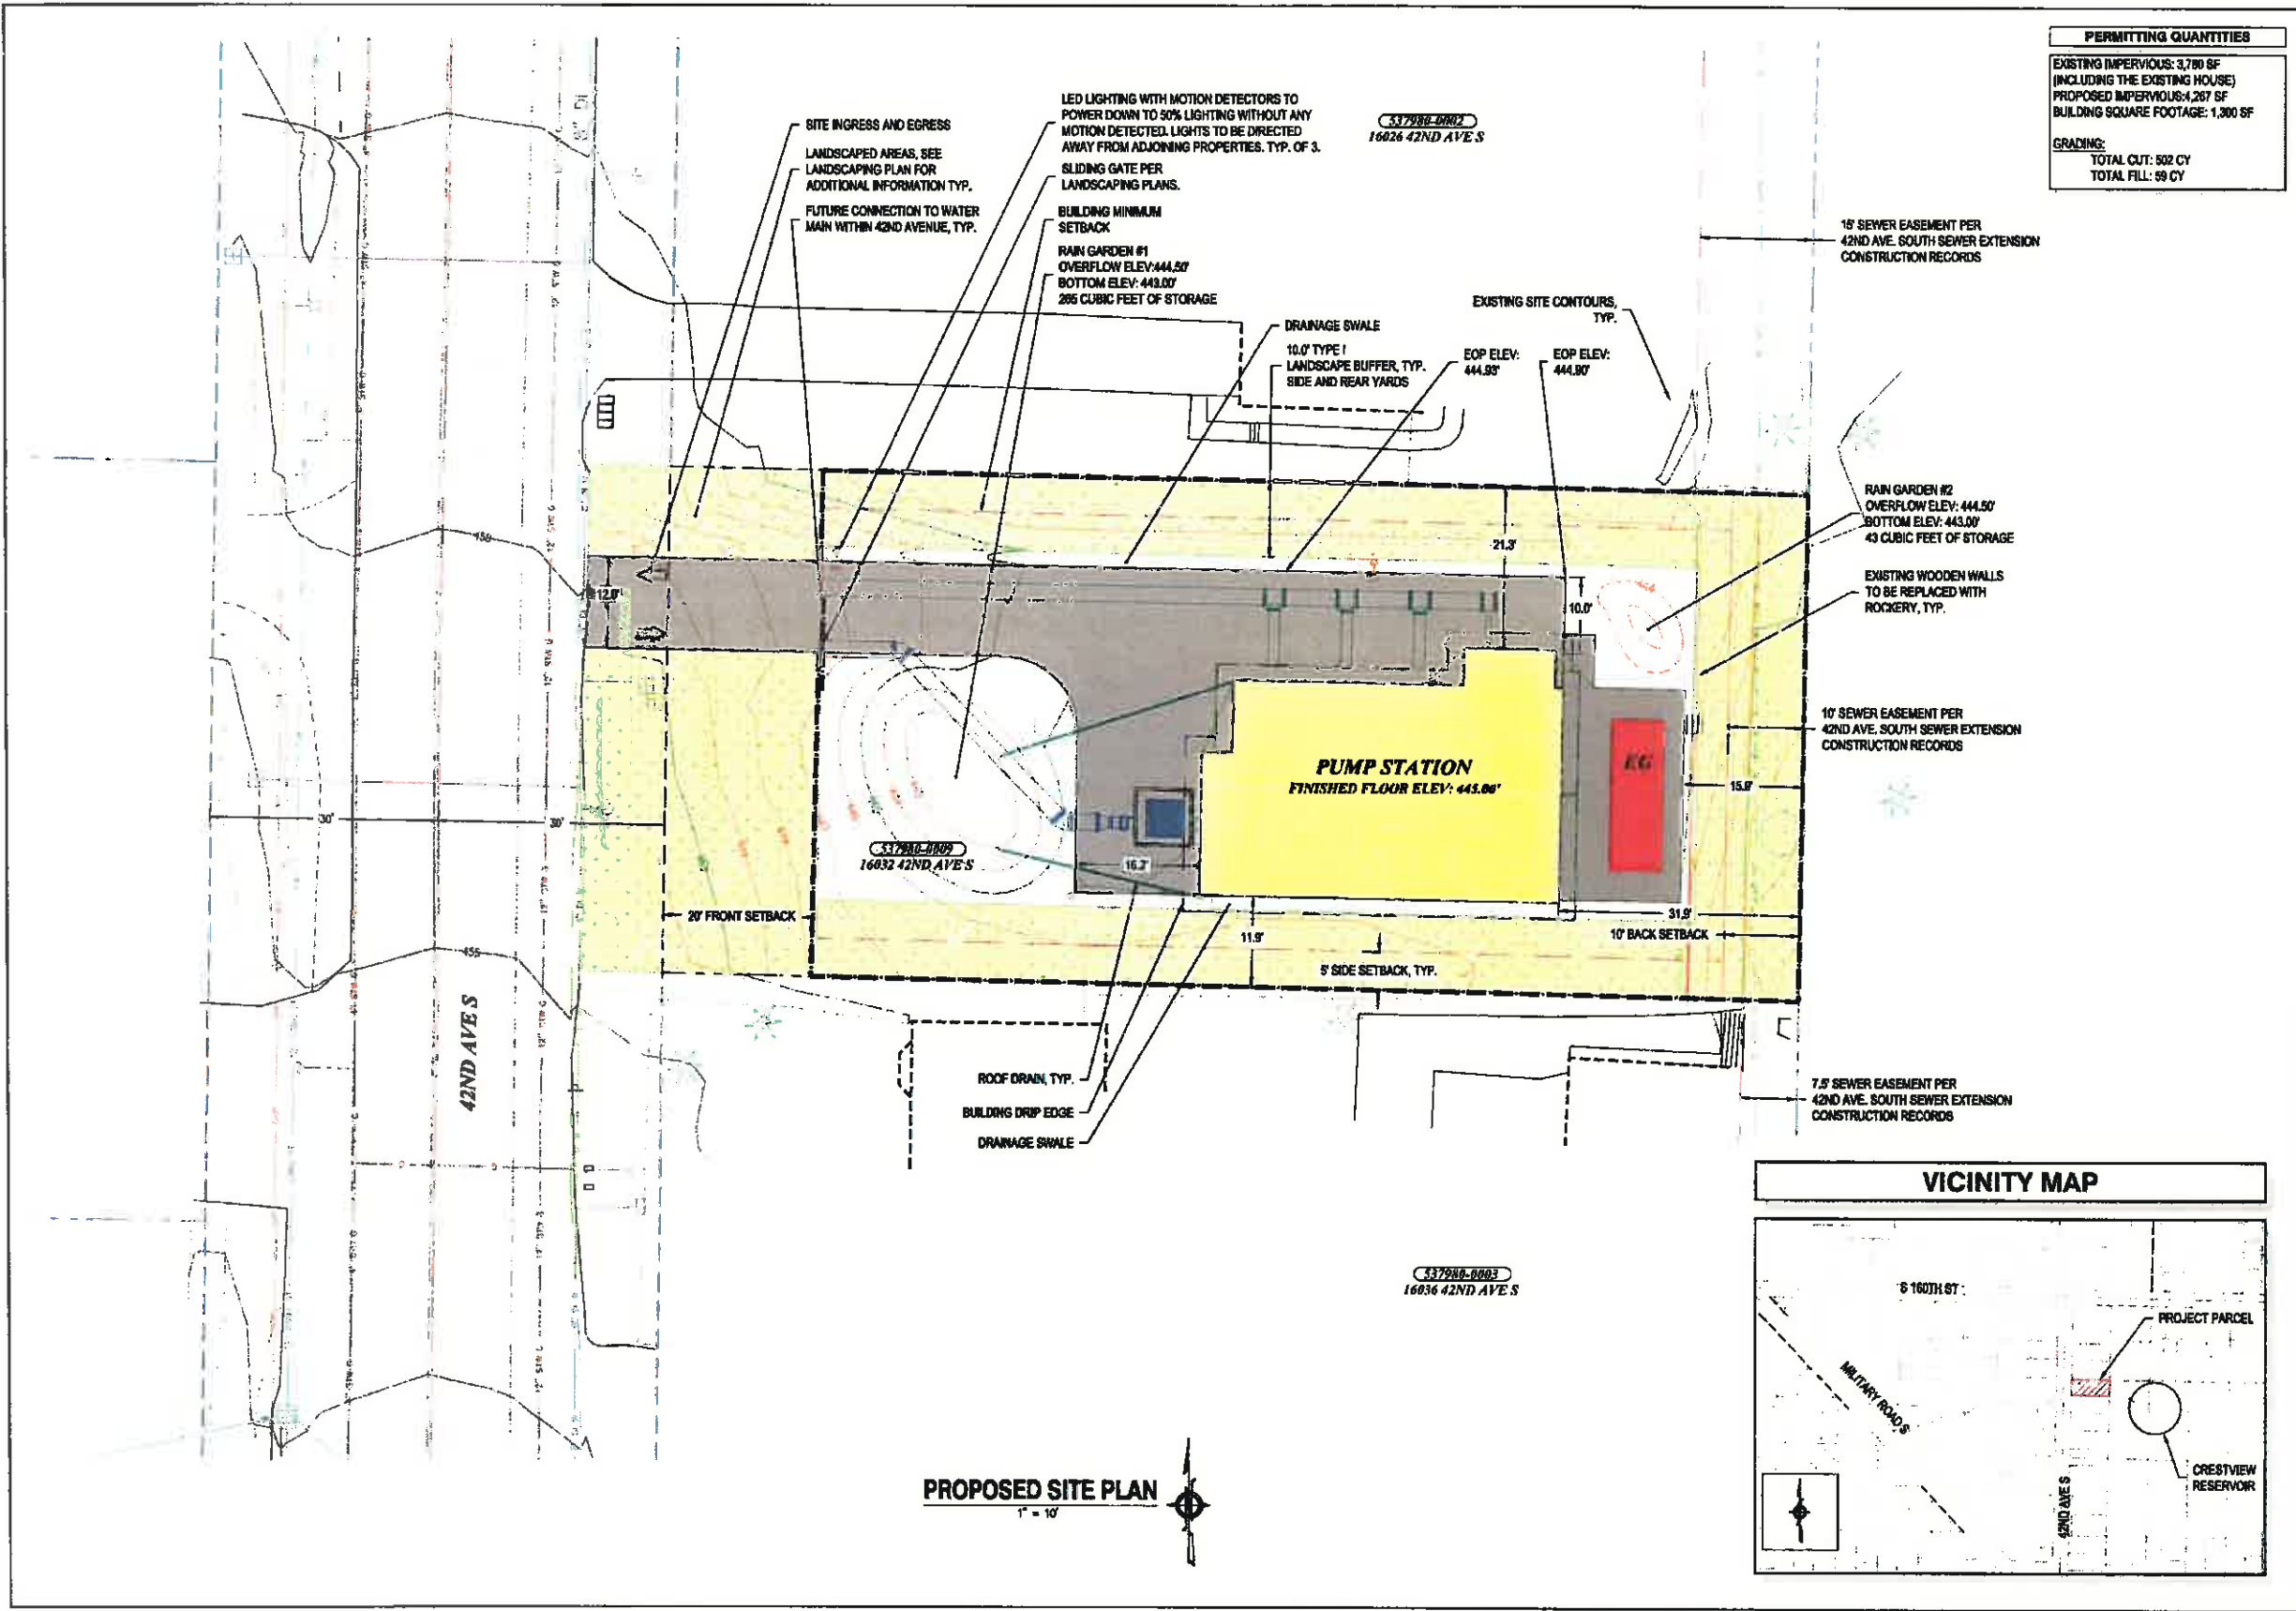 PERMITTING QUANTITIES
EXISTING IMPERVIOUS: 3,780 SF
(INCLUDING THE EXISTING HOUSE)
PROPOSED IMPERVIOUS:4,267 SF
BUILDING SQUARE FOOTAGE: 1,300 SF
GRADING:
TOTAL CUT: 502 CY
TOTAL FILL: 59 CY
SITE INGRESS AND EGRESS
LANDSCAPED AREAS, SEE
LANDSCAPING PLAN FOR
ADDITIONAL INFORMATION TYP.
FUTURE CONNECTION TO WATER
MAIN WITHIN 42ND AVENUE, TYP.
LED LIGHTING WITH MOTION DETECTORS TO
POWER DOWN TO 50% LIGHTING WITHOUT ANY
MOTION DETECTED. LIGHTS TO BE DIRECTED
AWAY FROM ADJOINING PROPERTIES. TYP. OF 3.
SLIDING GATE PER
LANDSCAPING PLANS.
BUILDING MINIMUM
SETBACK
RAIN GARDEN #1
OVERFLOW ELEV:444.50'
BOTTOM ELEV: 443.00'
265 CUBIC FEET OF STORAGE
537980-0002
16026 42ND AVE S
DRAINAGE SWALE
10.0' TYPE I
LANDSCAPE BUFFER, TYP.
SIDE AND REAR YARDS
EOP ELEV:
444.93'
EXISTING SITE CONTOURS,
TYP.
EOP ELEV:
444.90'
15' SEWER EASEMENT PER
42ND AVE. SOUTH SEWER EXTENSION
CONSTRUCTION RECORDS
RAIN GARDEN #2
OVERFLOW ELEV: 444.50'
BOTTOM ELEV: 443.00'
43 CUBIC FEET OF STORAGE
EXISTING WOODEN WALLS
TO BE REPLACED WITH
ROCKERY, TYP.
10' SEWER EASEMENT PER
42ND AVE. SOUTH SEWER EXTENSION
CONSTRUCTION RECORDS
7.5' SEWER EASEMENT PER
42ND AVE. SOUTH SEWER EXTENSION
CONSTRUCTION RECORDS
450
21.3'
12.0'
10.0'
PUMP STATION
FINISHED FLOOR ELEV: 445.00'
EG
15.9'
30'
30'
537980-0009
16032 42ND AVE S
16.2'
20' FRONT SETBACK
31.9'
11.9'
10' BACK SETBACK
5' SIDE SETBACK, TYP.
455
42ND AVE S
ROOF DRAIN, TYP.
BUILDING DRIP EDGE
DRAINAGE SWALE
537980-0003
16036 42ND AVE S
PROPOSED SITE PLAN
1" = 10'
VICINITY MAP
S 160TH ST
PROJECT PARCEL
MILITARY ROAD S
CRESTVIEW
RESERVOIR
42ND AVE S